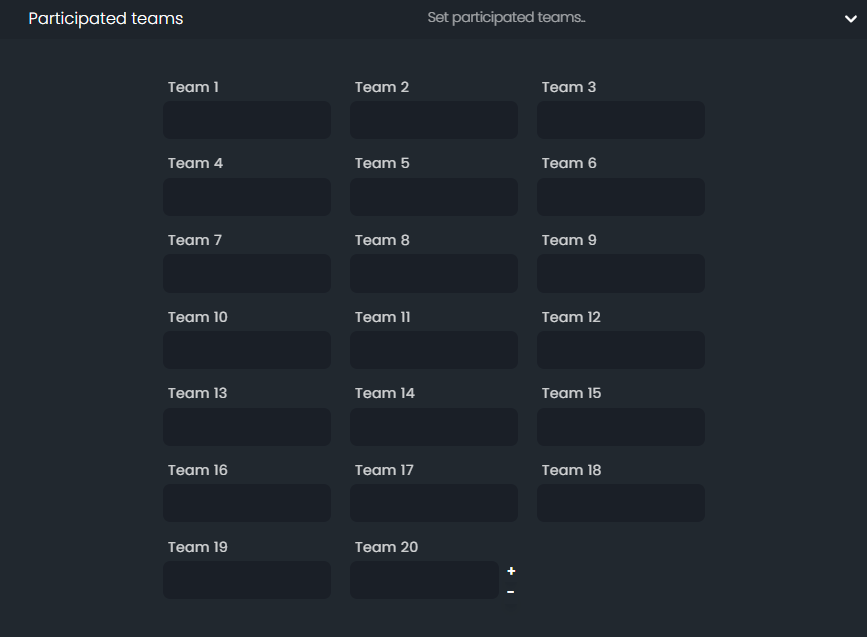 Participated teams Set participated teams..
Team 1 Team 2 Team 3
Team 4 Team 5 Team 6
Team 7 Team 8 Team 9
Team 10 Team 11 Team 12
Team 13 Team 14 Team 15
Team 16 Team 17 Team 18
Team 19 Team 20
+
-